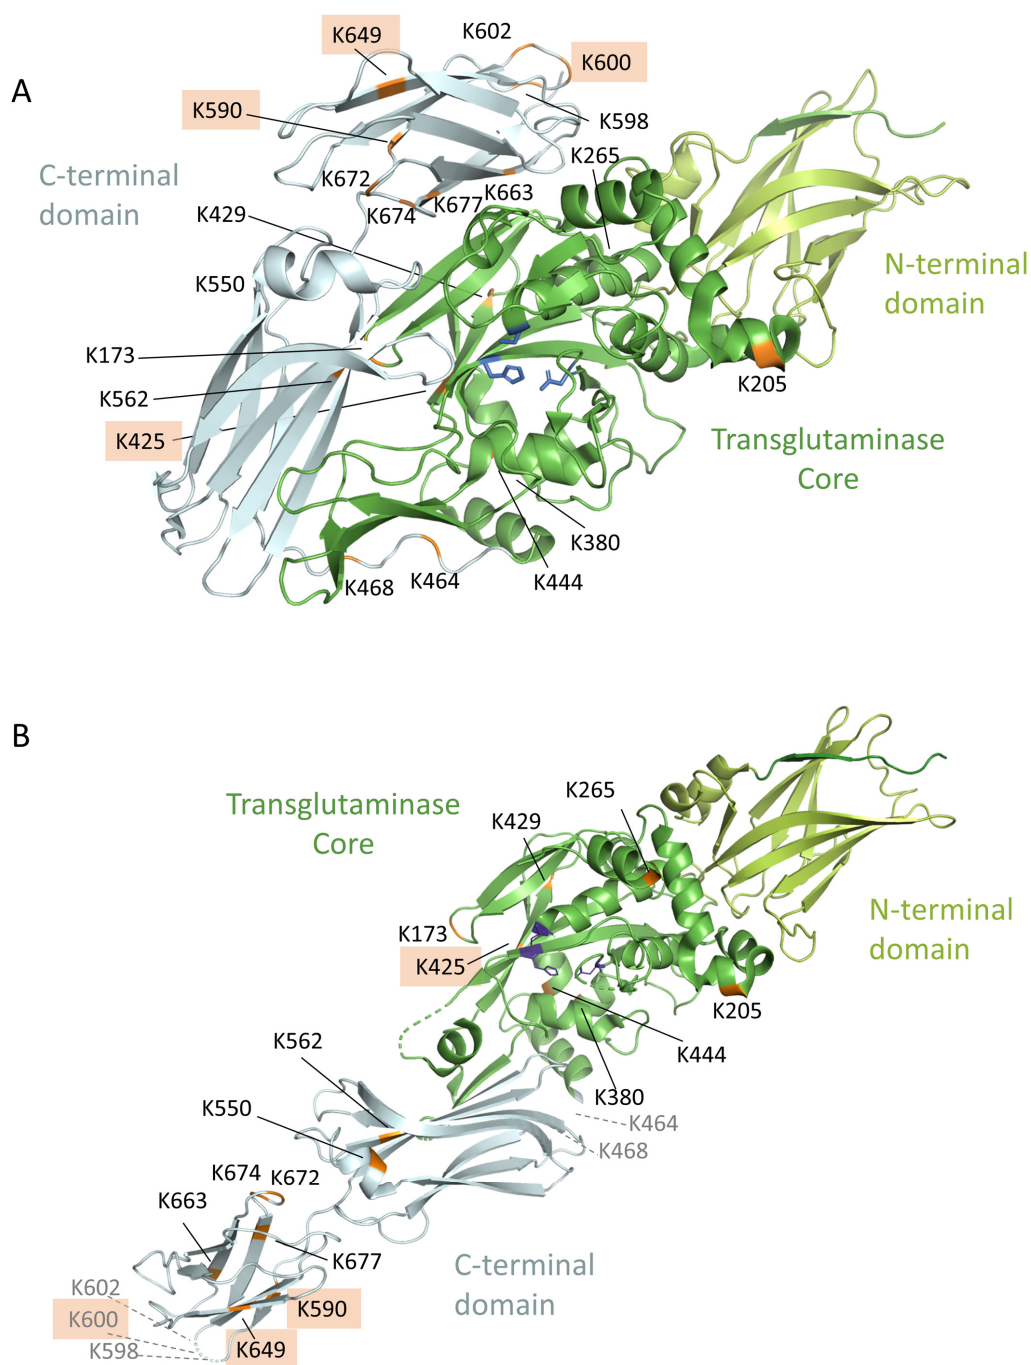 A
K649
K602
K600
K590
K598
C-terminal
domain
K672
K265
K674
K677
K663
K429
N-terminal
domain
K550
K173
K205
K562
K425
Transglutaminase
Core
K380
K468
K464
K444
B
K265
Transglutaminase
Core
K429
N-terminal
domain
K173
K425
K205
K562
K444
K380
K550
K464
K468
K674
K672
K663
K677
C-terminal
domain
K602
K590
K600
K598
K649